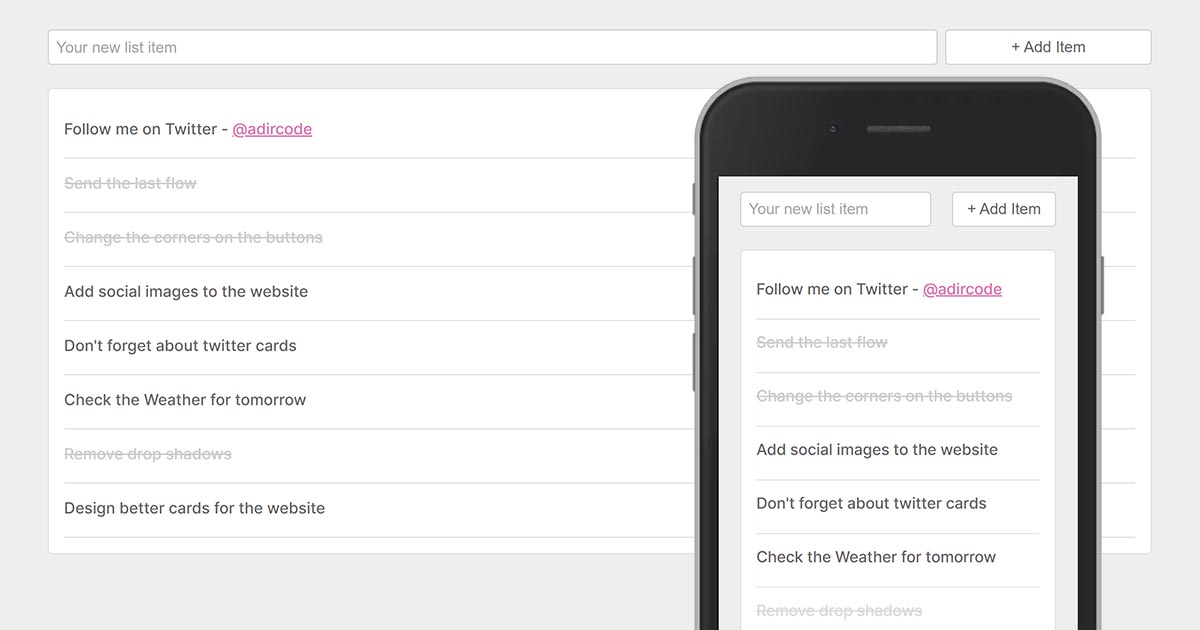 Your new list item
+ Add Item
Follow me on Twitter - @adircode
Send the last flow
Change the corners on the buttons
Add social images to the website
Don't forget about twitter cards
Check the Weather for tomorrow
Remove drop shadows
Design better cards for the website
Your new list item
+ Add Item
Follow me on Twitter - @adircode
Send the last flow
Change the corners on the buttons
Add social images to the website
Don't forget about twitter cards
Check the Weather for tomorrow
Remove drop shadows